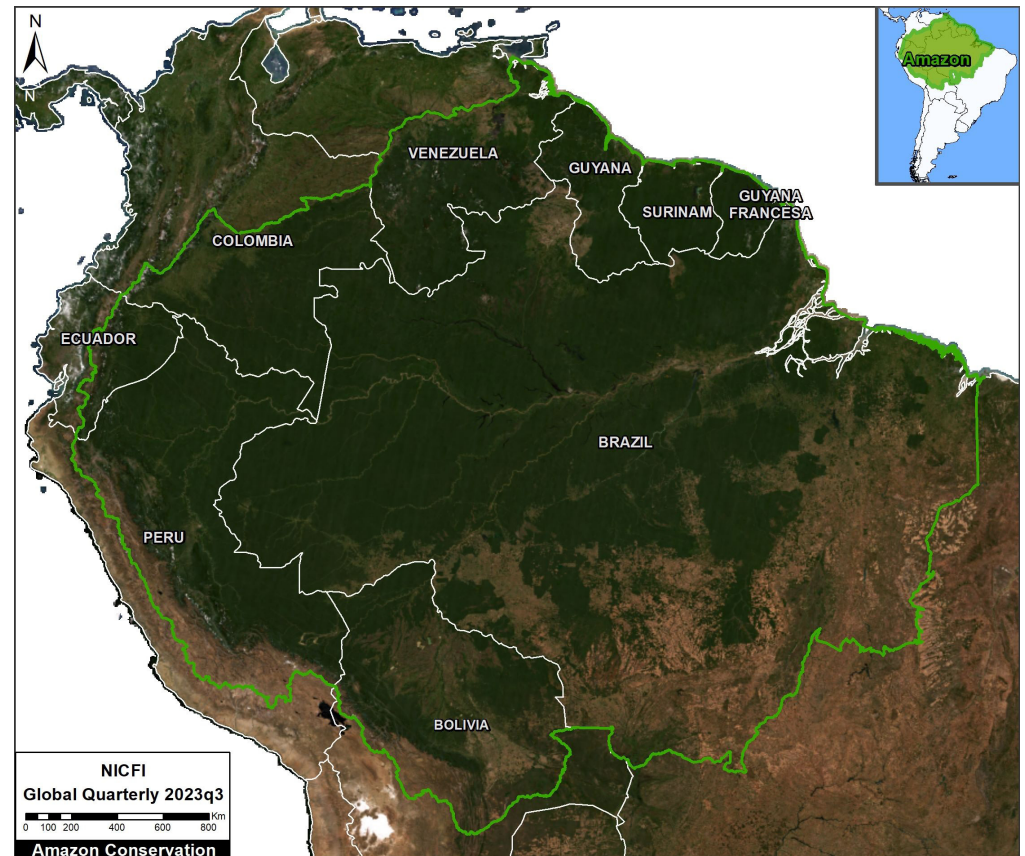 N
N
Amazon
VENEZUELA
GUYANA
SURINAM
GUYANA
FRANCESA
COLOMBIA
ECUADOR
BRAZIL
PERU
BOLIVIA
NICFI
Global Quarterly 2023q3
Km
0 100 200 400 600 800
Amazon Conservation